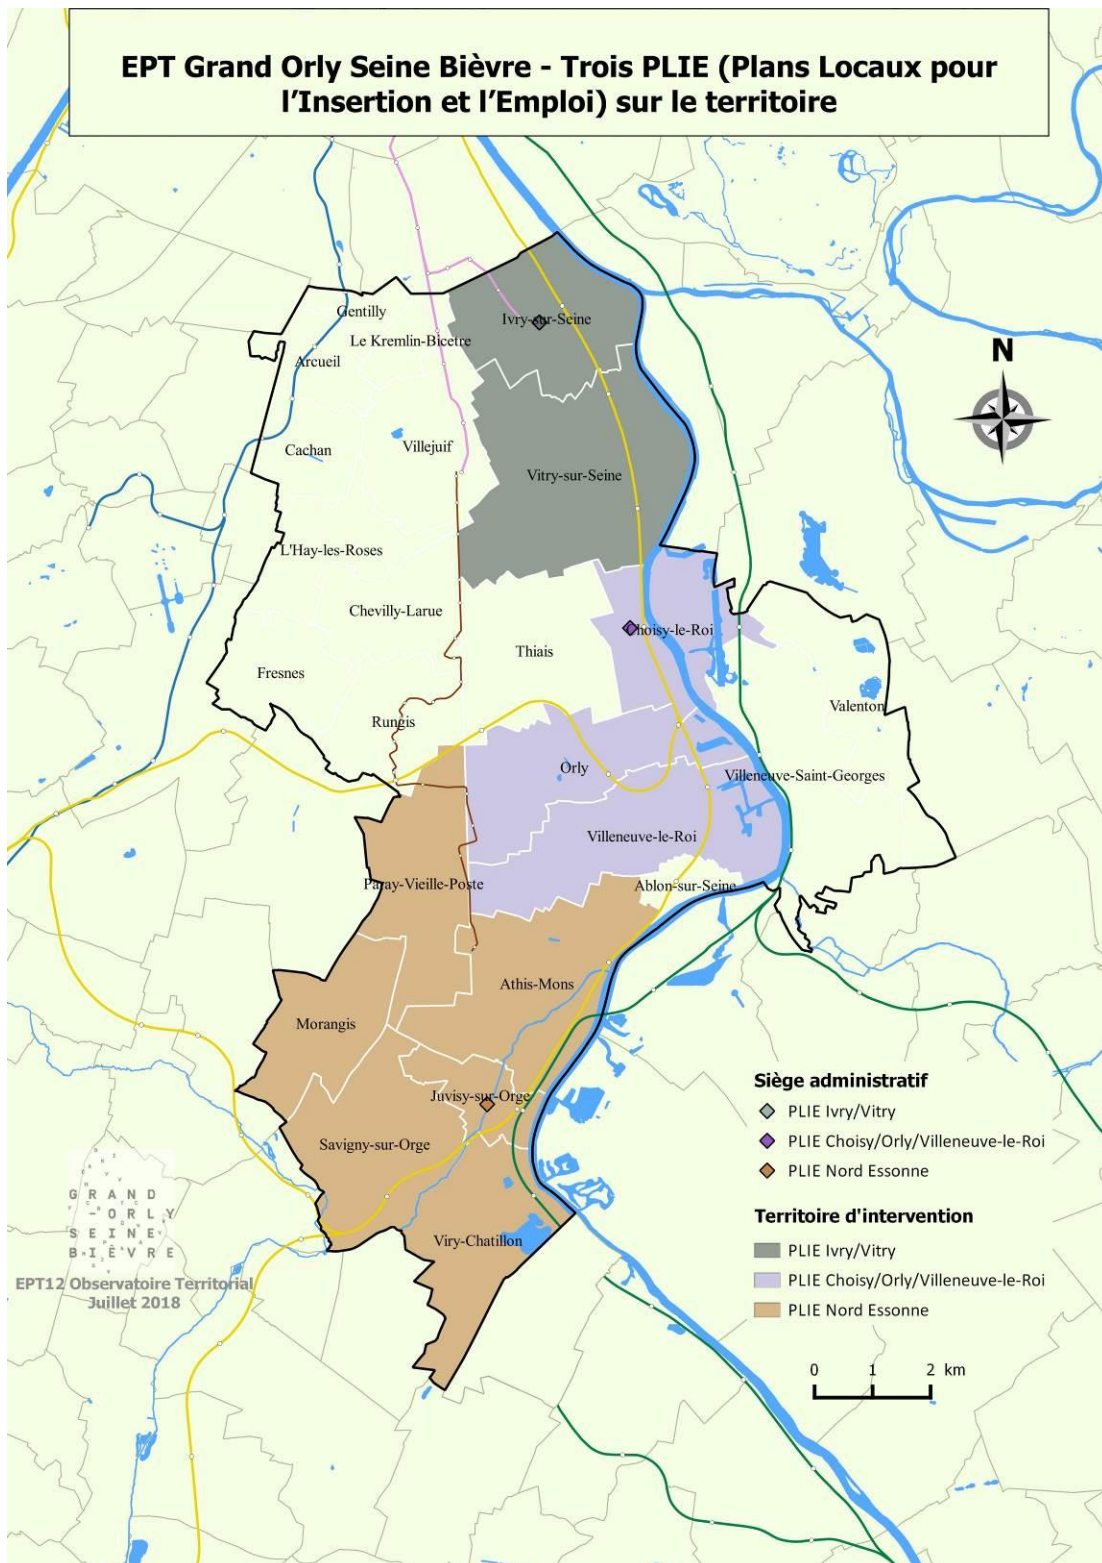 EPT Grand Orly Seine Bièvre - Trois PLIE (Plans Locaux pour
l'Insertion et l'Emploi) sur le territoire
Gentilly
Ivry-sur-Seine
Le Kremlin-Bicetre
Arcueil
N
Cachan
Villejuif
Vitry-sur-Seine
L'Hay-les-Roses
Chevilly-Larue
Choisy-le-Roi
Thiais
Fresnes
Valenton
Rungis
Orly
Villeneuve-Saint-Georges
Villeneuve-le-Roi
Paray-Vieille-Poste
Ablon-sur-Seine
Athis-Mons
Morangis
Juvisy-sur-Orge
Savigny-sur-Orge
Viry-Chatillon
Siège administratif
PLIE Ivry/Vitry
PLIE Choisy/Orly/Villeneuve-le-Roi
PLIE Nord Essonne
Territoire d'intervention
PLIE Ivry/Vitry
PLIE Choisy/Orly/Villeneuve-le-Roi
PLIE Nord Essonne
0 1 2 km
GRAND
-ORLY
SEINE
BIÈVRE
EPT12 Observatoire Territorial
Juillet 2018